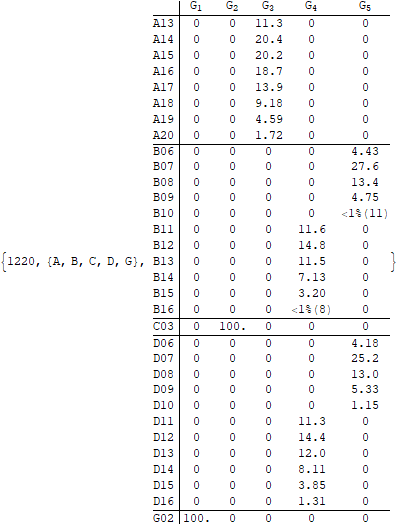 G1 G2 G3 G4 G5
A13 0 0 11.3 0 0
A14 0 0 20.4 0 0
A15 0 0 20.2 0 0
A16 0 0 18.7 0 0
A17 0 0 13.9 0 0
A18 0 0 9.18 0 0
A19 0 0 4.59 0 0
A20 0 0 1.72 0 0
B06 0 0 0 0 4.43
B07 0 0 0 0 27.6
B08 0 0 0 0 13.4
B09 0 0 0 0 4.75
B10 0 0 0 0 <1%(11)
B11 0 0 0 11.6 0
B12 0 0 0 14.8 0
{1220, {A, B, C, D, G}, B13 0 0 0 11.5 0 }
B14 0 0 0 7.13 0
B15 0 0 0 3.20 0
B16 0 0 0 <1%(8) 0
C03 0 100. 0 0 0
D06 0 0 0 0 4.18
D07 0 0 0 0 25.2
D08 0 0 0 0 13.0
D09 0 0 0 0 5.33
D10 0 0 0 0 1.15
D11 0 0 0 11.3 0
D12 0 0 0 14.4 0
D13 0 0 0 12.0 0
D14 0 0 0 8.11 0
D15 0 0 0 3.85 0
D16 0 0 0 1.31 0
G02 100. 0 0 0 0